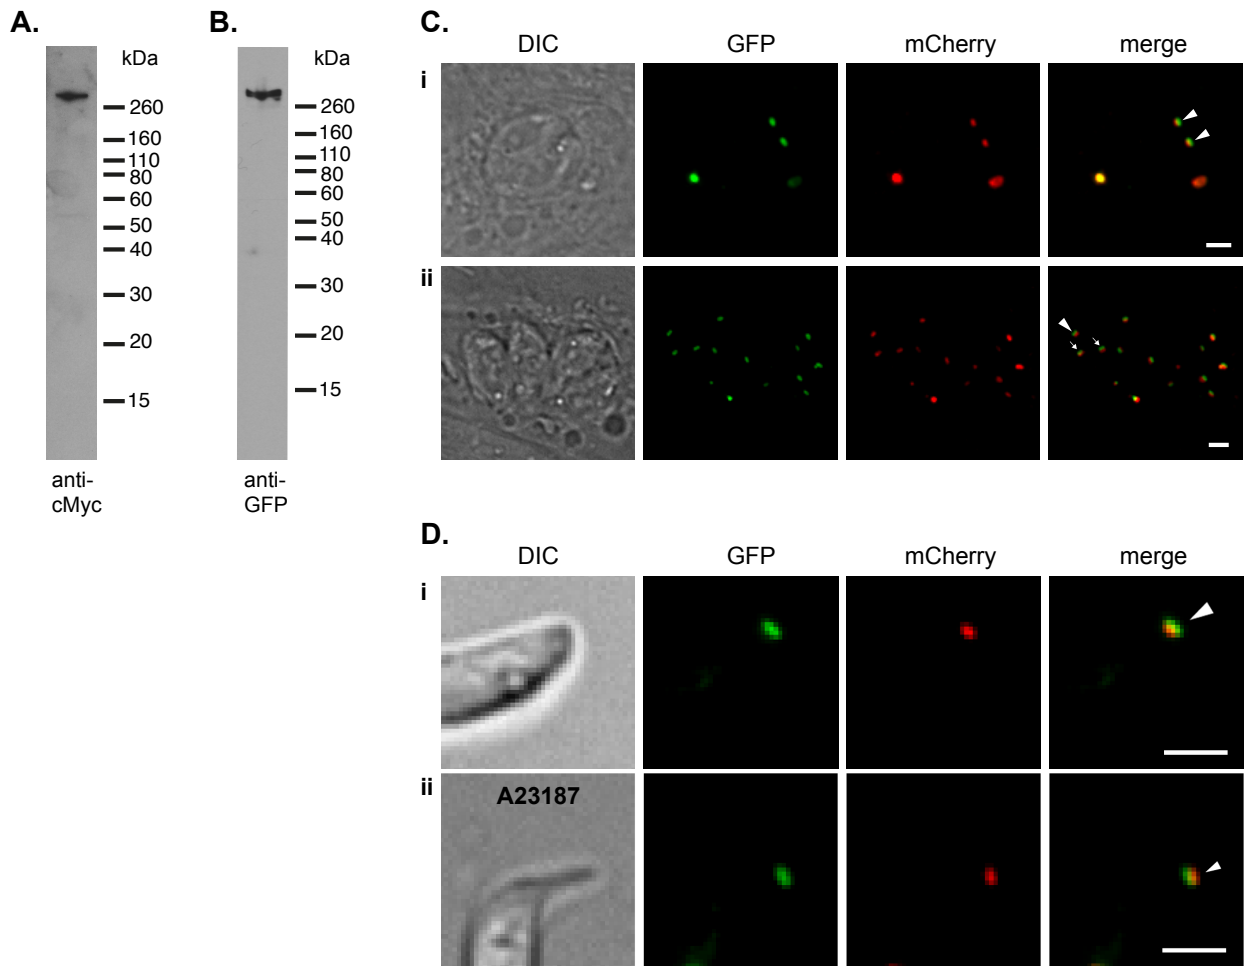 A.
kDa
260
160
110
80
60
50
40
30
20
15
anti-
cMyc
B.
kDa
260
160
110
80
60
50
40
30
20
15
anti-
GFP
C.
DIC GFP mCherry merge
i
ii
D.
DIC GFP mCherry merge
i
ii
A23187